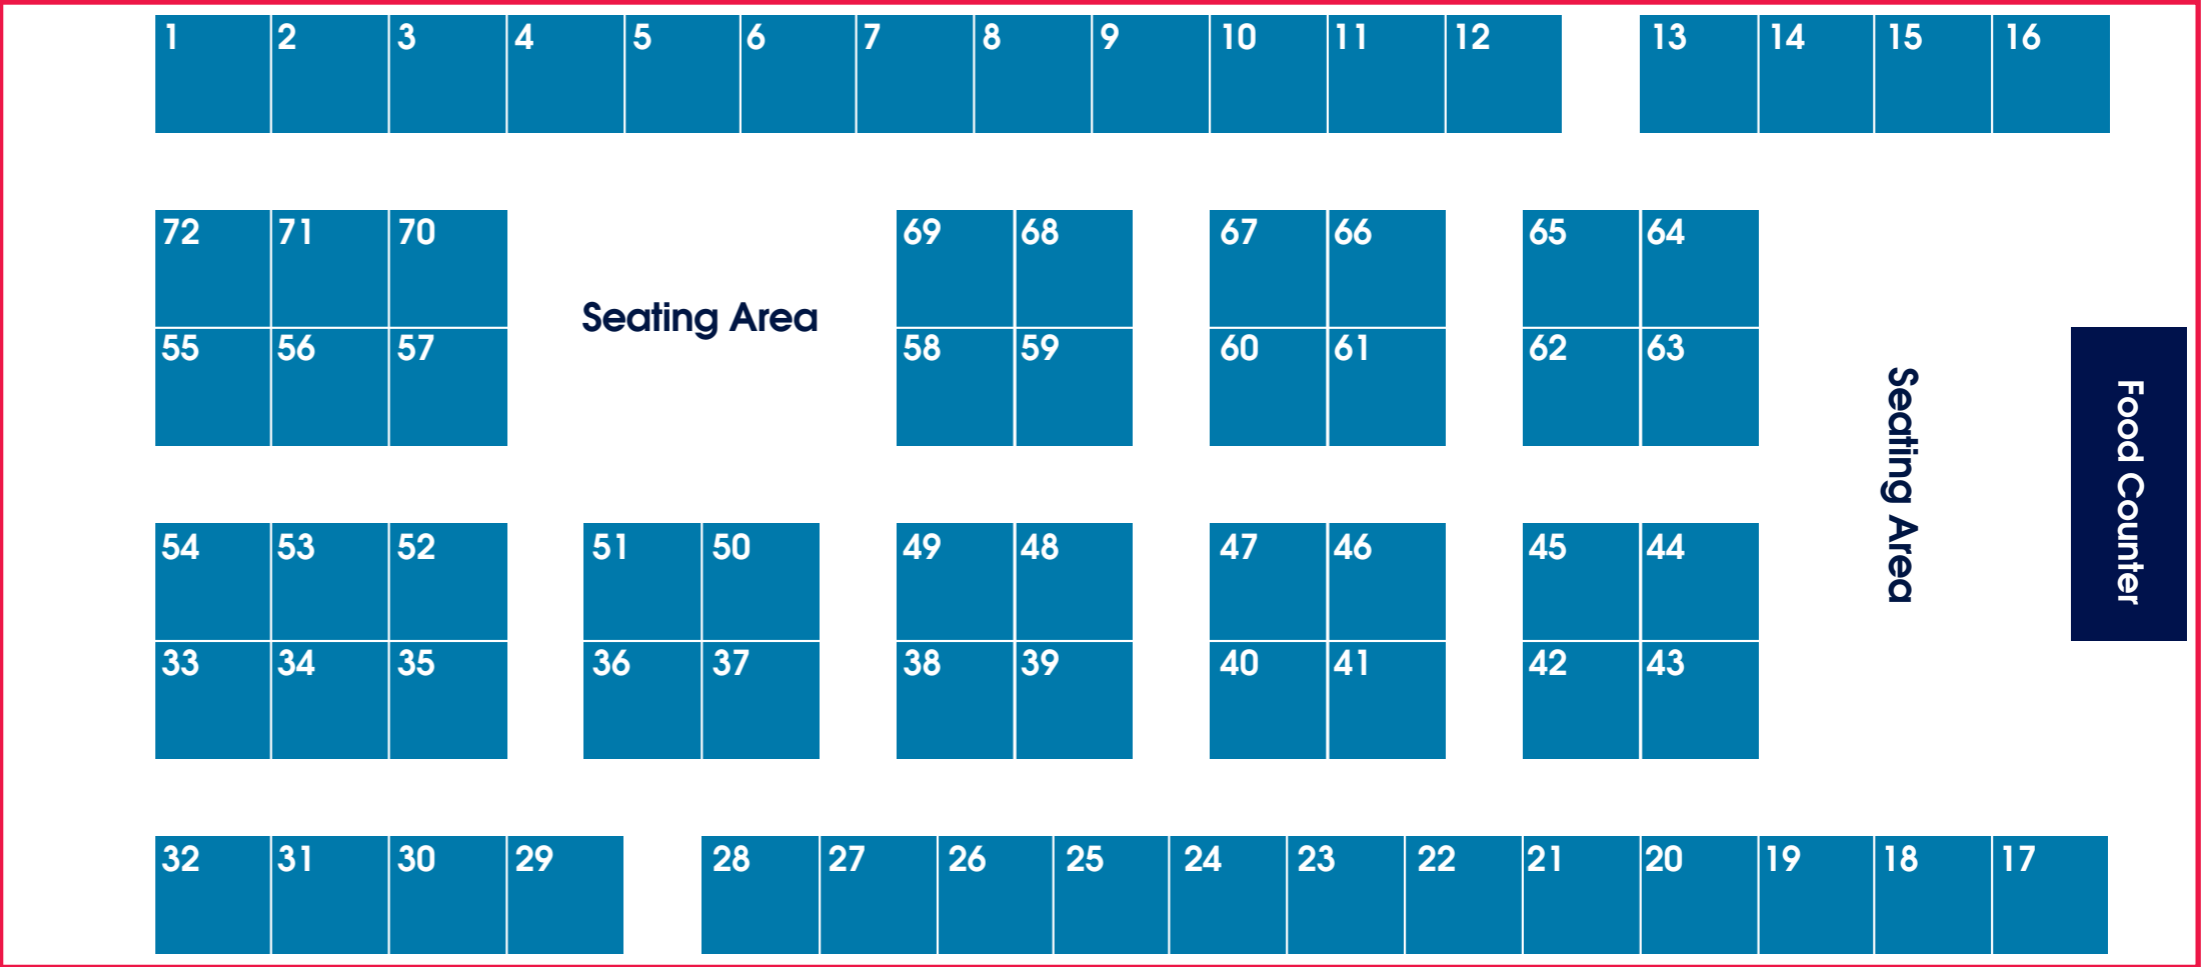 1 2 3 4 5 6 7 8 9 10 11 12 13 14 15 16
72 71 70 69 68 67 66 65 64
Seating Area
55 56 57 58 59 60 61 62 63
Seating Area
Food Counter
54 53 52 51 50 49 48 47 46 45 44
33 34 35 36 37 38 39 40 41 42 43
32 31 30 29 28 27 26 25 24 23 22 21 20 19 18 17